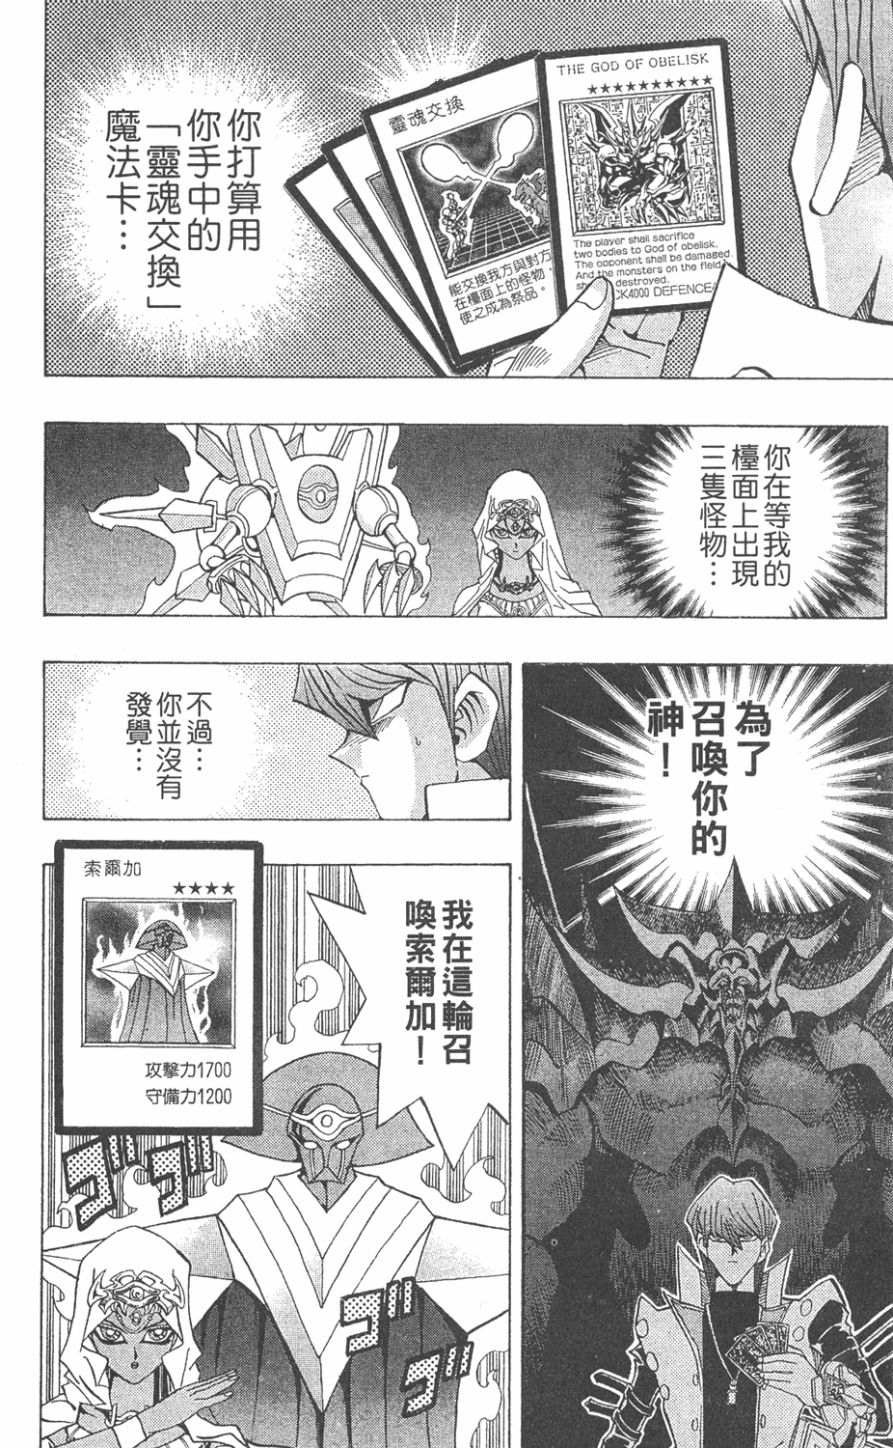 你打算用
你手中的
「靈魂交換」
魔法卡…
THE GOD OF OBELISK
★★★★★★★★★★
The player shall sacrifice
two bodies to God of obelisk.
The opponent shall be damaged.
And the monsters on the field
destroyed.
4000 DEFENCE
靈魂交換
能交換我方與對方
在檯面上的怪物，
使之成為祭品。
你在等我的
檯面上出現
三隻怪物…
為了
召喚你的
神！
不過…
你並沒有
發覺…
我在這輪召
喚索爾加！
索爾加
★★★★
攻擊力1700
守備力1200
ゴゴ
ゴゴ